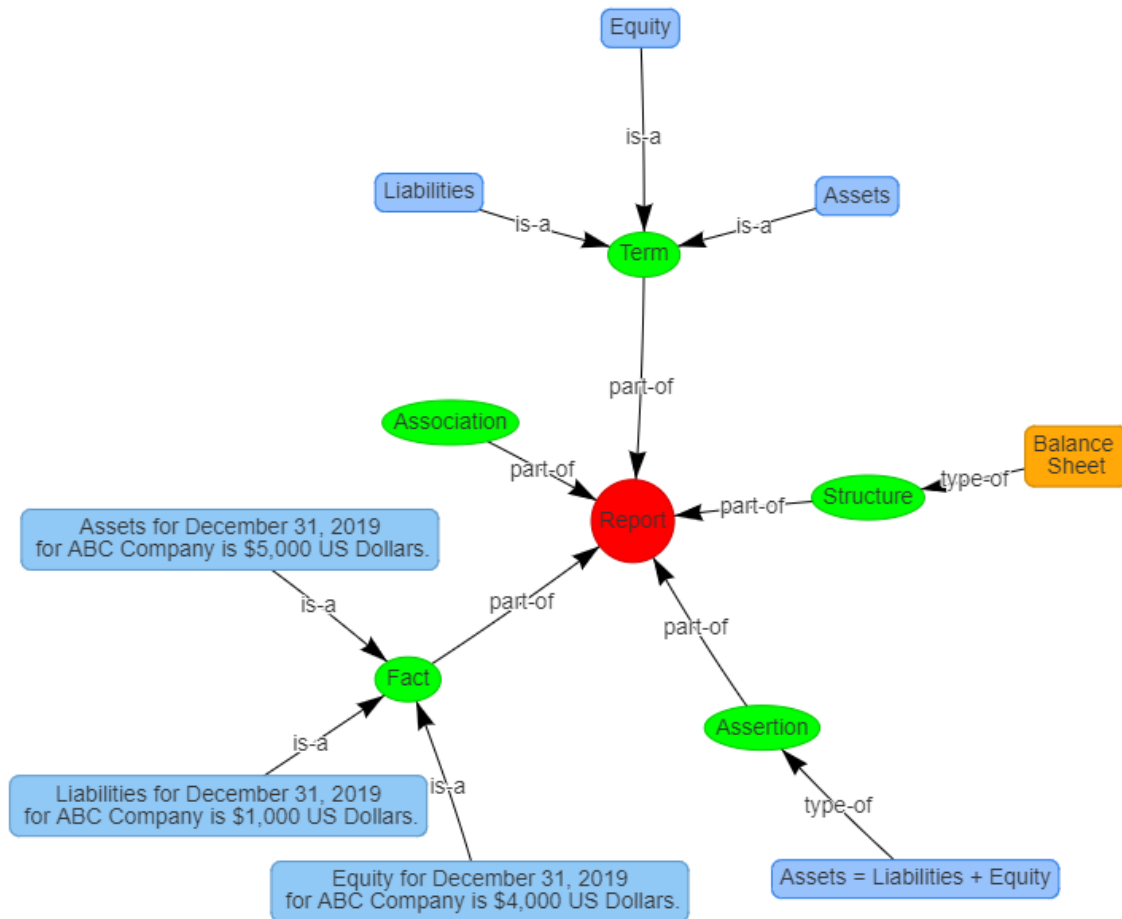 Equity
is-a
Liabilities
Assets
is-a
is-a
Term
part-of
Association
part-of
Balance
Sheet
type-of
Structure
part-of
Report
Assets for December 31, 2019
for ABC Company is $5,000 US Dollars.
is-a
part-of
part-of
Fact
Assertion
is-a
is-a
Liabilities for December 31, 2019
for ABC Company is $1,000 US Dollars.
type-of
Equity for December 31, 2019
for ABC Company is $4,000 US Dollars.
Assets = Liabilities + Equity